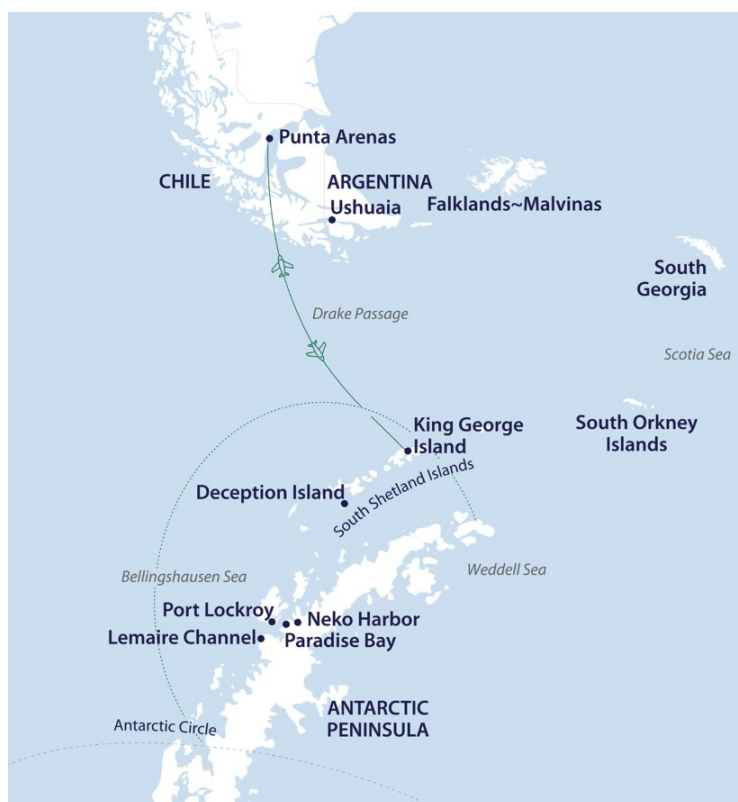 Punta Arenas
CHILE
ARGENTINA
Ushuaia
Falklands~Malvinas
South
Georgia
Drake Passage
Scotia Sea
King George
Island
South Orkney
Islands
Deception Island
South Shetland Islands
Bellingshausen Sea
Weddell Sea
Port Lockroy
Neko Harbor
Lemaire Channel
Paradise Bay
ANTARCTIC
PENINSULA
Antarctic Circle